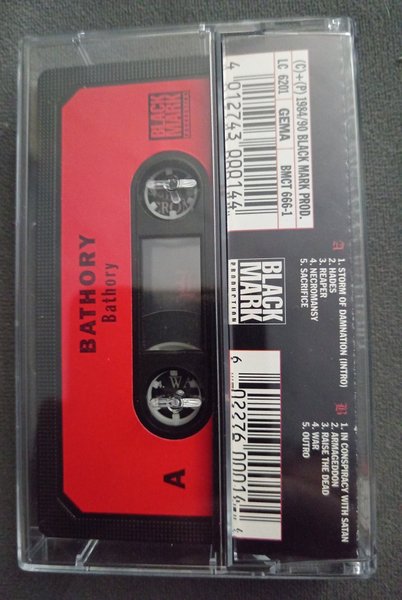 BLACK
MARK
PRODUCTION
BATHORY
Bathory
A
(C)+(P) 1984/90 BLACK MARK PROD.
LC 6201 GEMA BMCT 666-1
4 012743 000144
BLACK
MARK
PRODUCTION
A
1. STORM OF DAMNATION (INTRO)
2. HADES
3. REAPER
4. NECROMANSY
5. SACRIFICE
B
1. IN CONSPIRACY WITH SATAN
2. ARMAGEDDON
3. RAISE THE DEAD
4. WAR
5. OUTRO